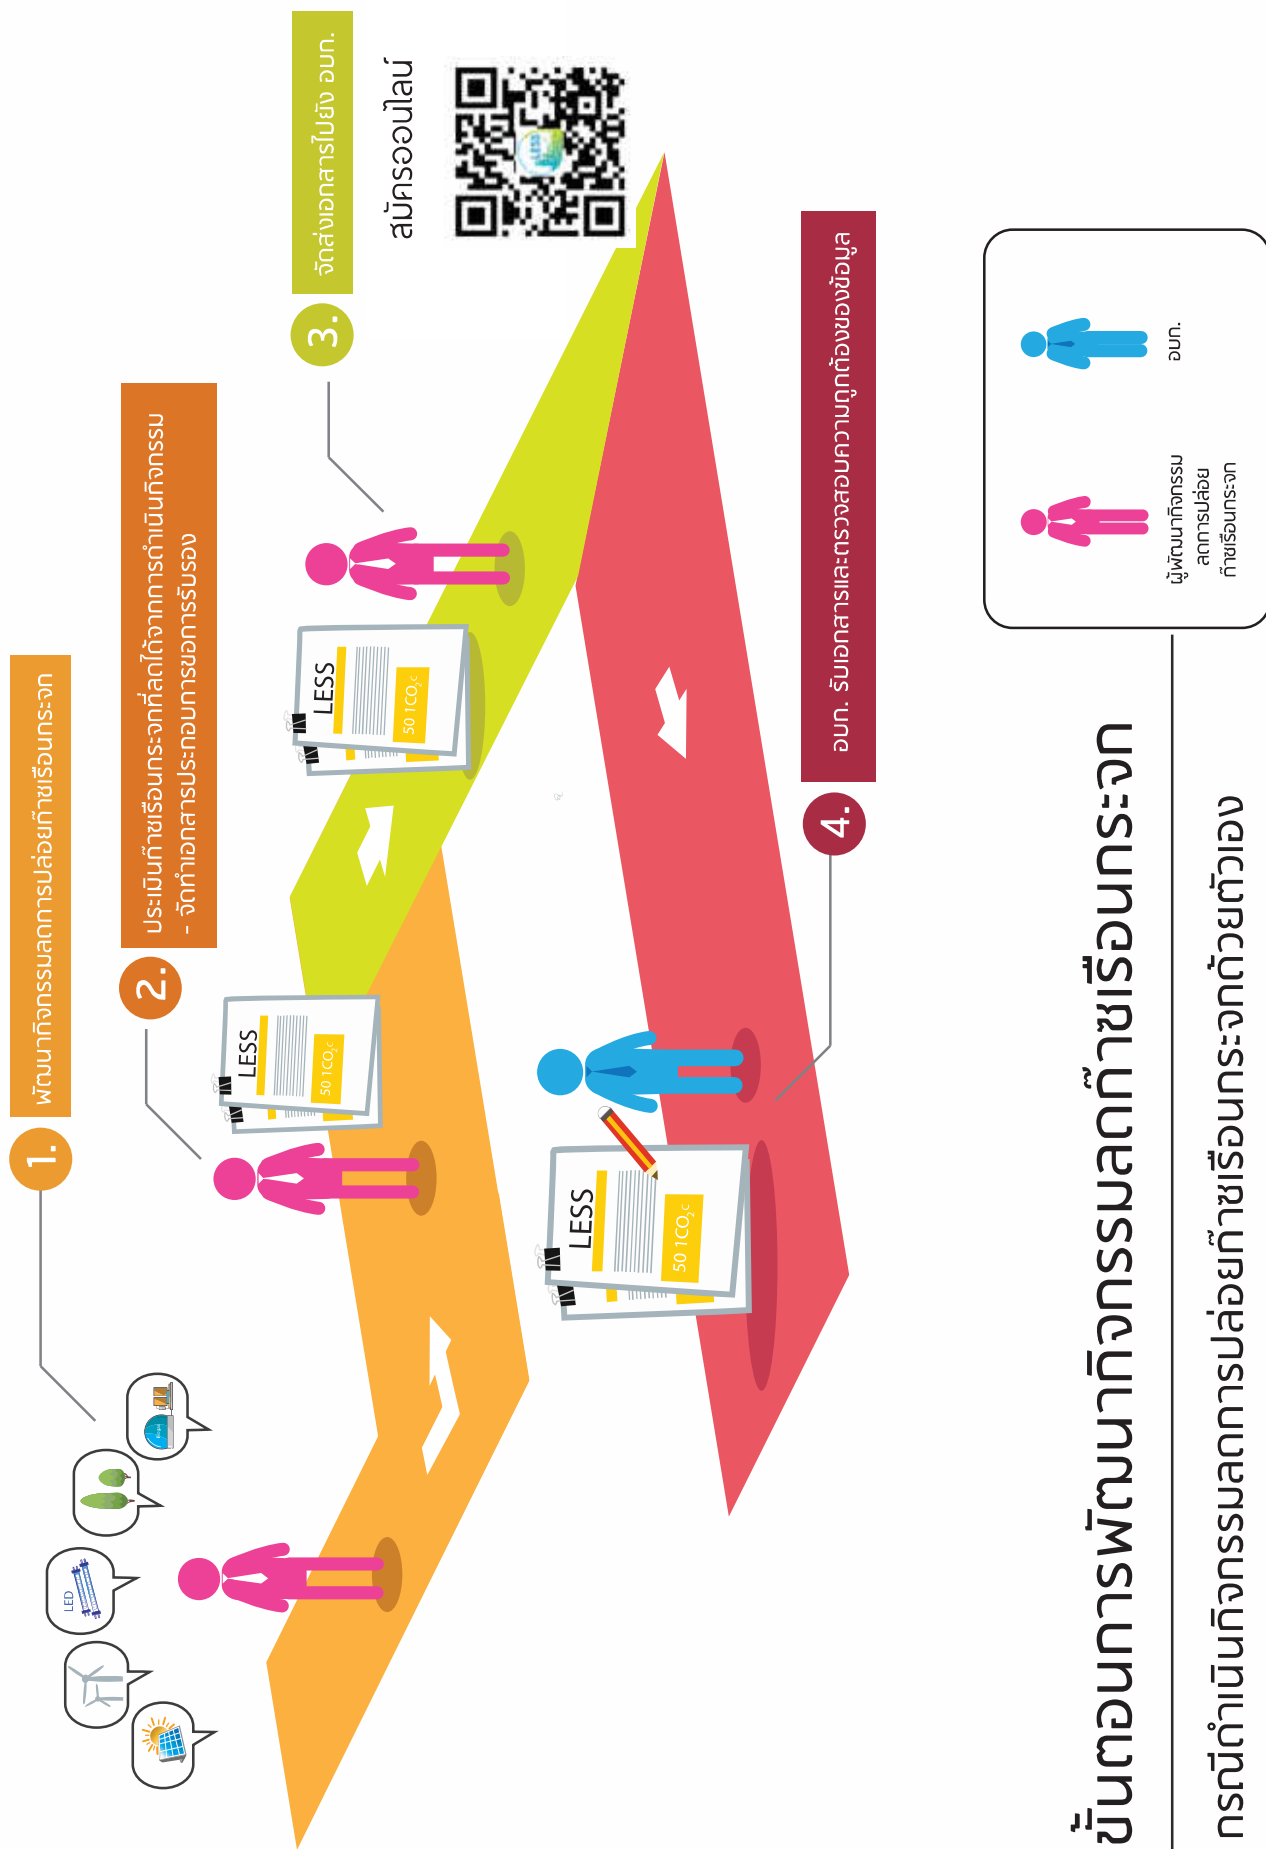 ขั้นตอนการพัฒนากิจกรรมลดก๊าซเรือนกระจก
กรณีดำเนินกิจกรรมลดการปล่อยก๊าซเรือนกระจกด้วยตัวเอง
1.
พัฒนากิจกรรมลดการปล่อยก๊าซเรือนกระจก
LED
2.
ประเมินก๊าซเรือนกระจกที่ลดได้จากการดำเนินกิจกรรม
- จัดทำเอกสารประกอบการขอการรับรอง
LESS
50 1CO₂c
3.
จัดส่งเอกสารไปยัง อบก.
สมัครออนไลน์
LESS
LESS
50 1CO₂c
4.
อบก. รับเอกสารและตรวจสอบความถูกต้องของข้อมูล
LESS
50 1CO₂c
ผู้พัฒนากิจกรรม
ลดการปล่อย
ก๊าซเรือนกระจก
อบก.